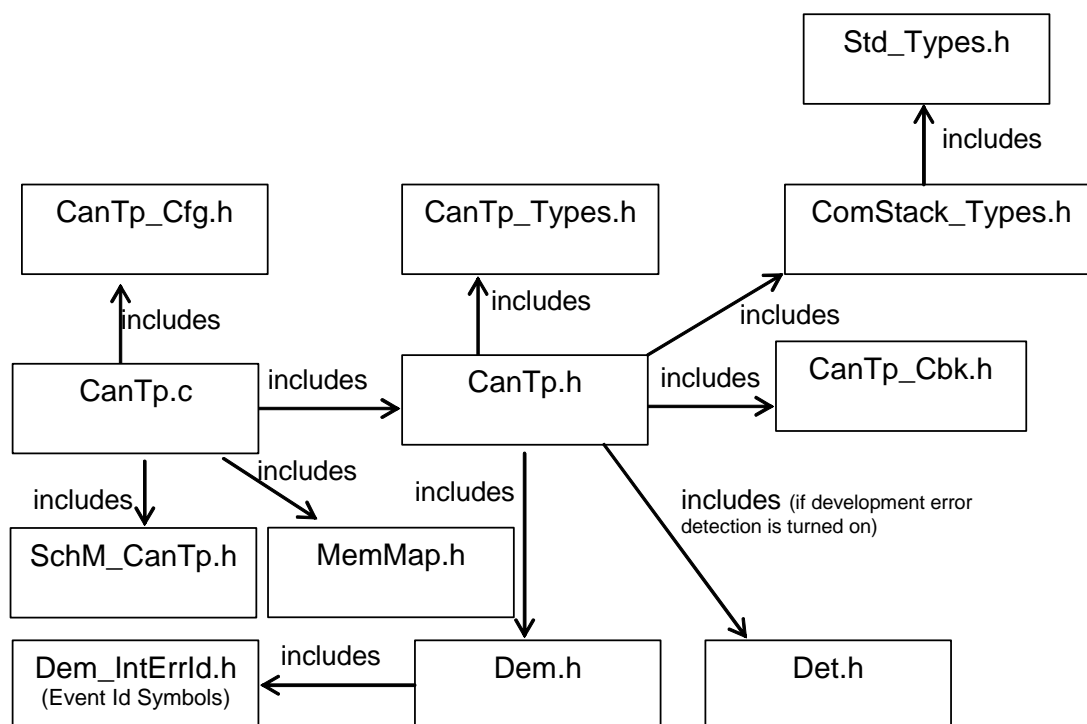 Std_Types.h
includes
CanTp_Cfg.h
CanTp_Types.h
ComStack_Types.h
includes
includes
includes
CanTp.c
includes
CanTp.h
includes
CanTp_Cbk.h
includes
includes
includes
includes (if development error
detection is turned on)
SchM_CanTp.h
MemMap.h
Dem_IntErrId.h
(Event Id Symbols)
includes
Dem.h
Det.h